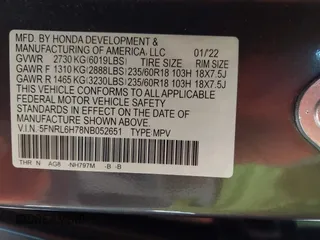 MFD. BY HONDA DEVELOPMENT &
MANUFACTURING OF AMERICA, LLC 01/'22
GVWR 2730 KG(6019LBS) TIRE SIZE RIM SIZE
GAWR F 1310 KG(2888LBS) 235/60R18 103H 18X7.5J
GAWR R 1465 KG(3230LBS) 235/60R18 103H 18X7.5J
THIS VEHICLE CONFORMS TO ALL APPLICABLE
FEDERAL MOTOR VEHICLE SAFETY STANDARDS
IN EFFECT ON THE DATE OF MANUFACTURE
SHOWN ABOVE.
V.I.N. 5FNRL6H78NB052651 TYPE MPV
THR N AG8 -NH797M -B -B